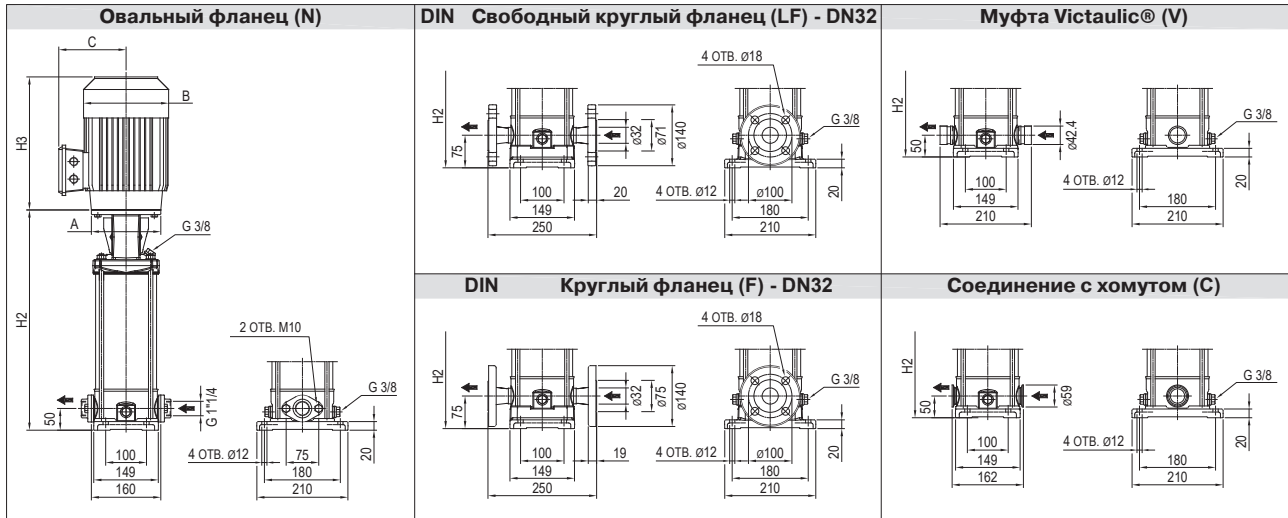 Овальный фланец (N)
C
B
H3
A
G 3/8
H2
2 ОТВ. M10
G 3/8
G 1"1/4
50
100
149
160
4 ОТВ. Ø12
75
180
210
20
DIN Свободный круглый фланец (LF) - DN32
4 ОТВ. Ø18
H2
75
Ø32
Ø71
Ø140
G 3/8
100
20
149
250
4 ОТВ. Ø12
Ø100
180
210
20
Муфта Victaulic® (V)
H2
50
Ø42.4
G 3/8
100
149
210
4 ОТВ. Ø12
180
210
20
DIN Круглый фланец (F) - DN32
4 ОТВ. Ø18
H2
75
Ø32
Ø75
Ø140
G 3/8
100
19
149
250
4 ОТВ. Ø12
Ø100
180
210
20
Соединение с хомутом (C)
H2
50
Ø59
G 3/8
100
149
162
4 ОТВ. Ø12
180
210
20